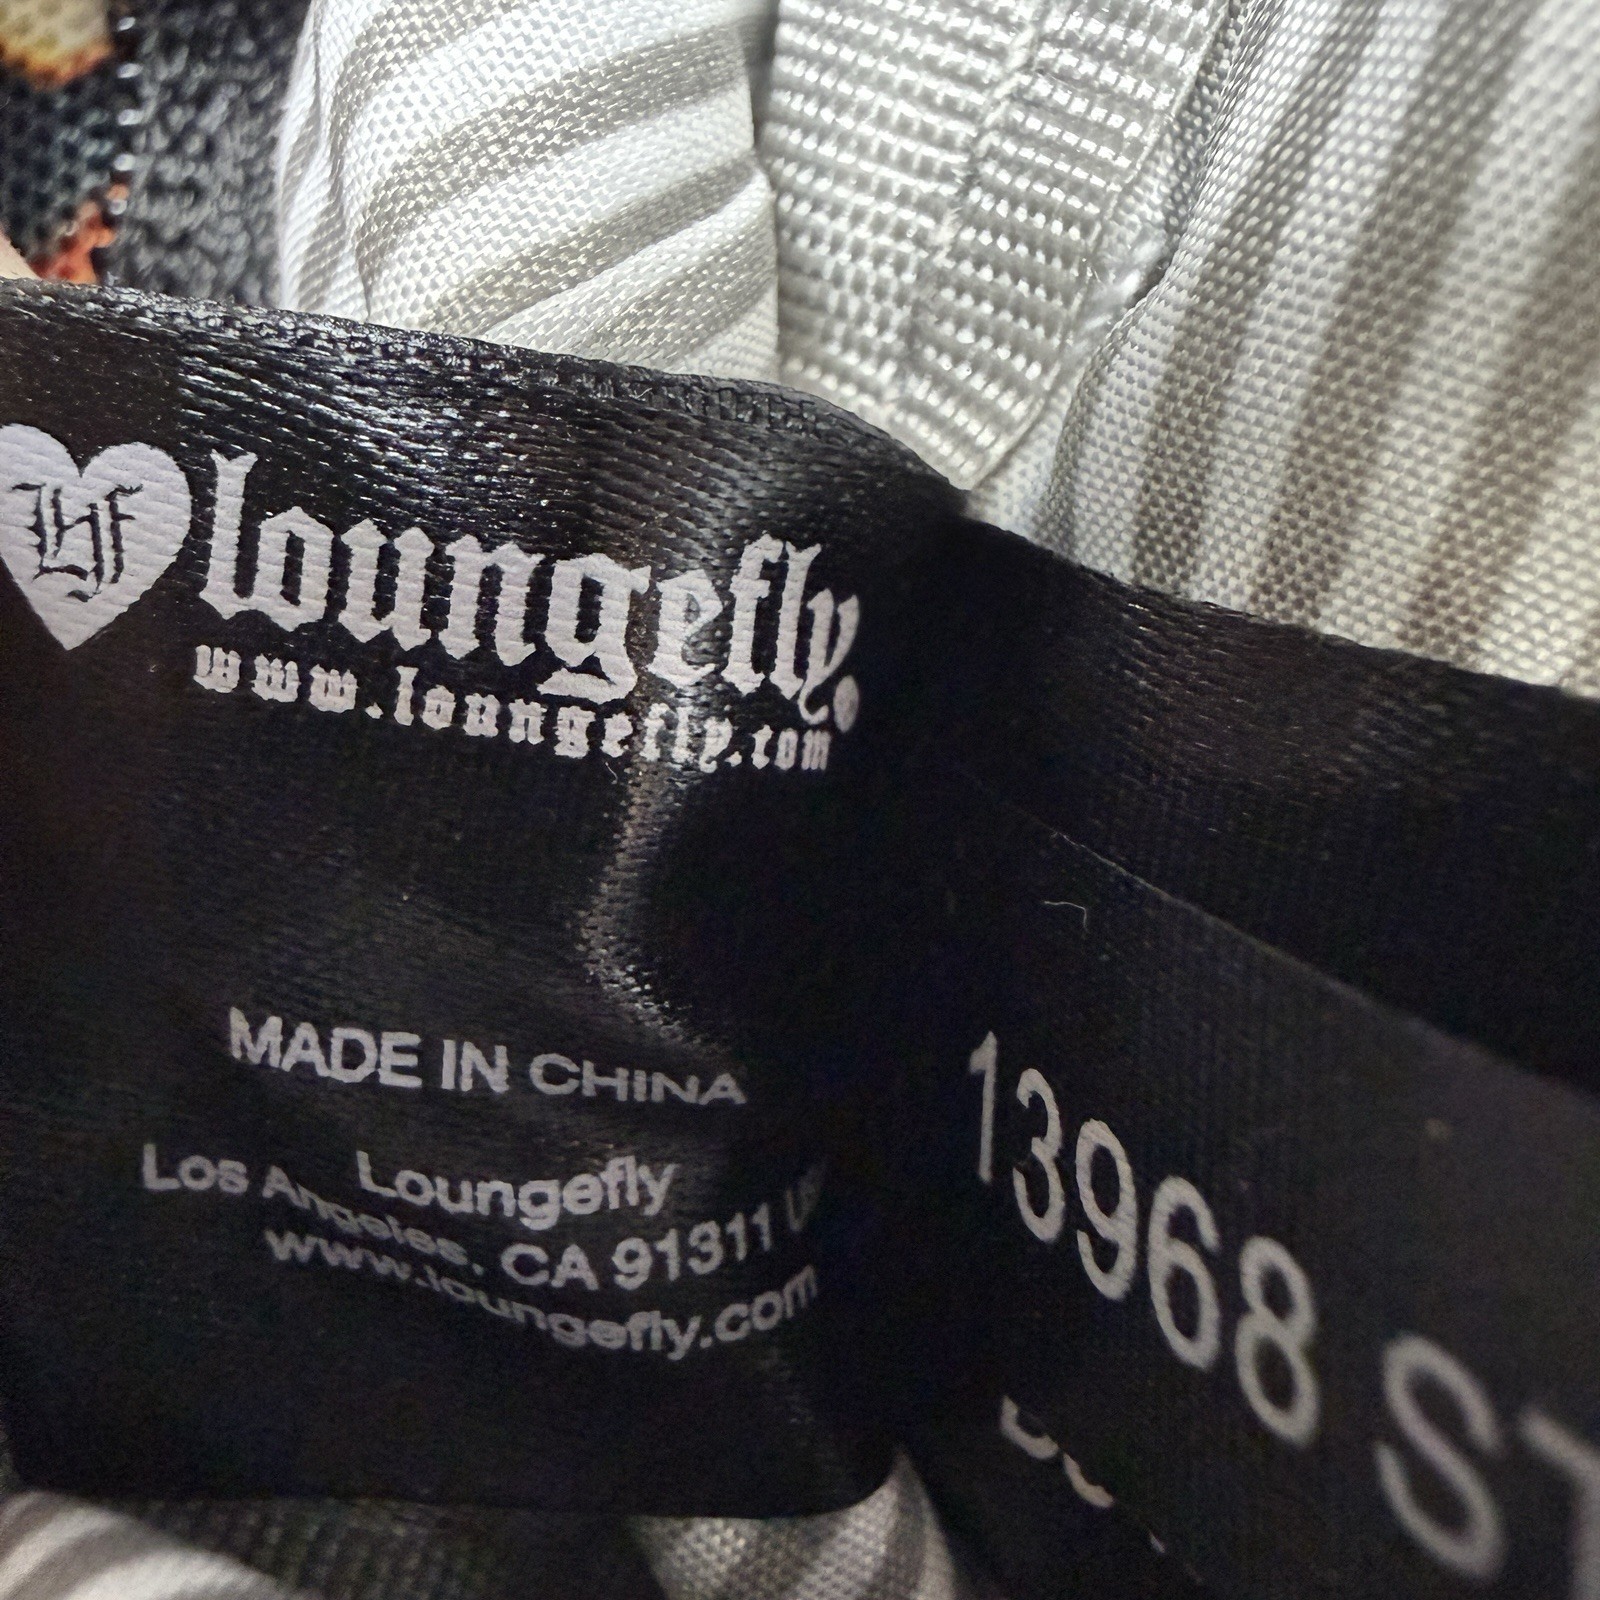 LF
loungefly
www.loungefly.com
MADE IN CHINA
Loungefly
Los Angeles, CA 91311
www.loungefly.com
13968 S